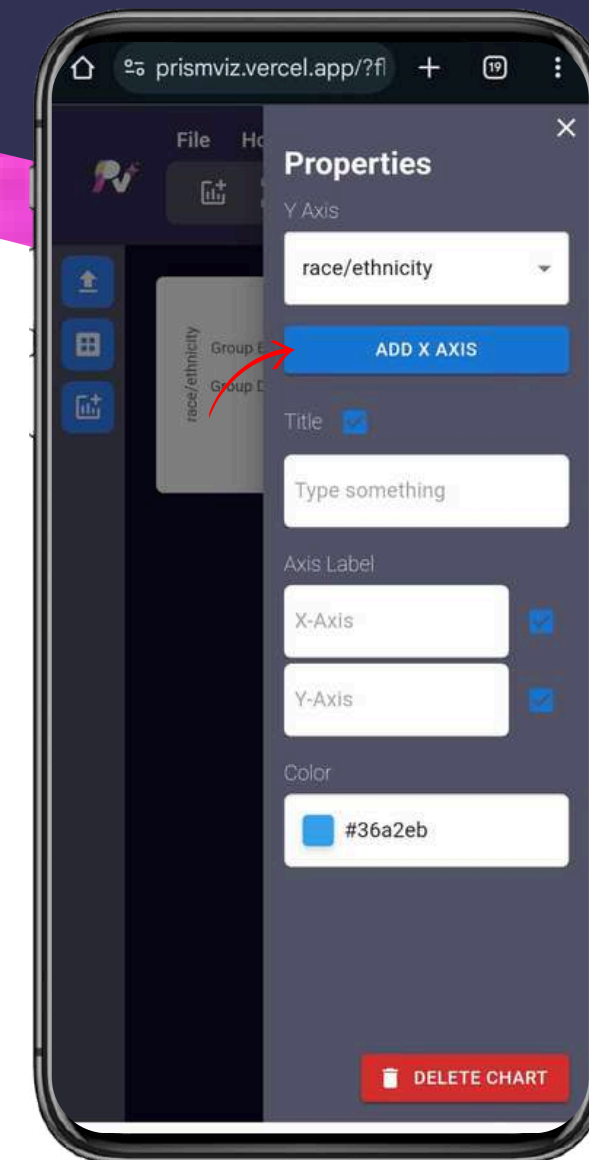 prismviz.vercel.app/?fl
19
File
Properties
Y Axis
race/ethnicity
ADD X AXIS
race/ethnicity
Group
Group
Title
Type something
Axis Label
X-Axis
Y-Axis
Color
#36a2eb
DELETE CHART